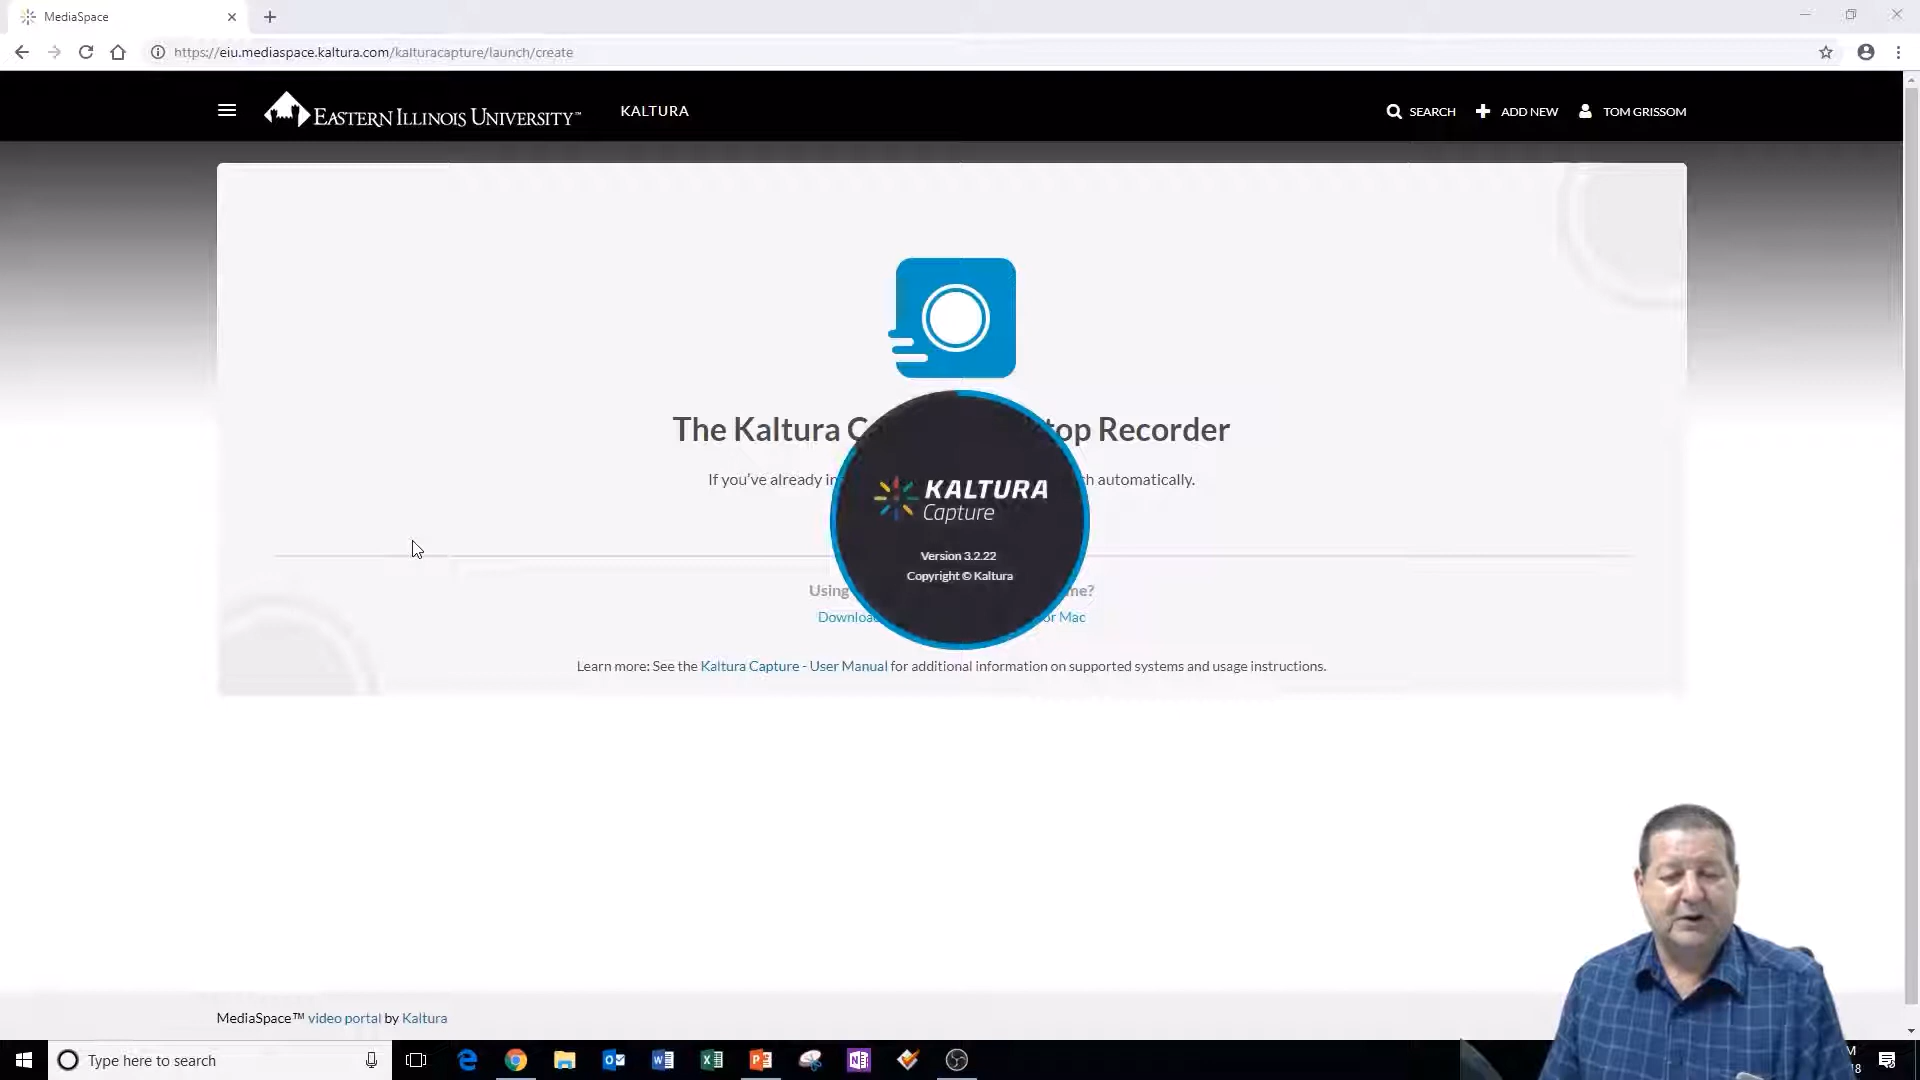 MediaSpace
https://eiu.mediaspace.kaltura.com/kalturacapture/launch/create
EASTERN ILLINOIS UNIVERSITY™
KALTURA
SEARCH
ADD NEW
TOM GRISSOM
The Kaltura C top Recorder
If you've already in h automatically.
KALTURA
Capture
Version 3.2.22
Copyright © Kaltura
Using me?
Download or Mac
Learn more: See the Kaltura Capture - User Manual for additional information on supported systems and usage instructions.
MediaSpace™ video portal by Kaltura
Type here to search